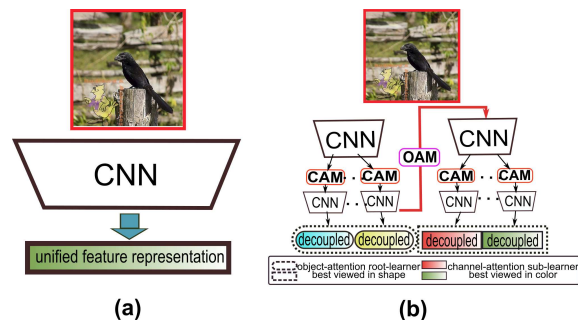 CNN
unified feature representation
(a)
CNN
CNN
OAM
CAM
..
CAM
CAM
..
CAM
CNN
...
CNN
CNN
...
CNN
decoupled
decoupled
decoupled
decoupled
object-attention root-learner
channel-attention sub-learner
best viewed in shape
best viewed in color
(b)